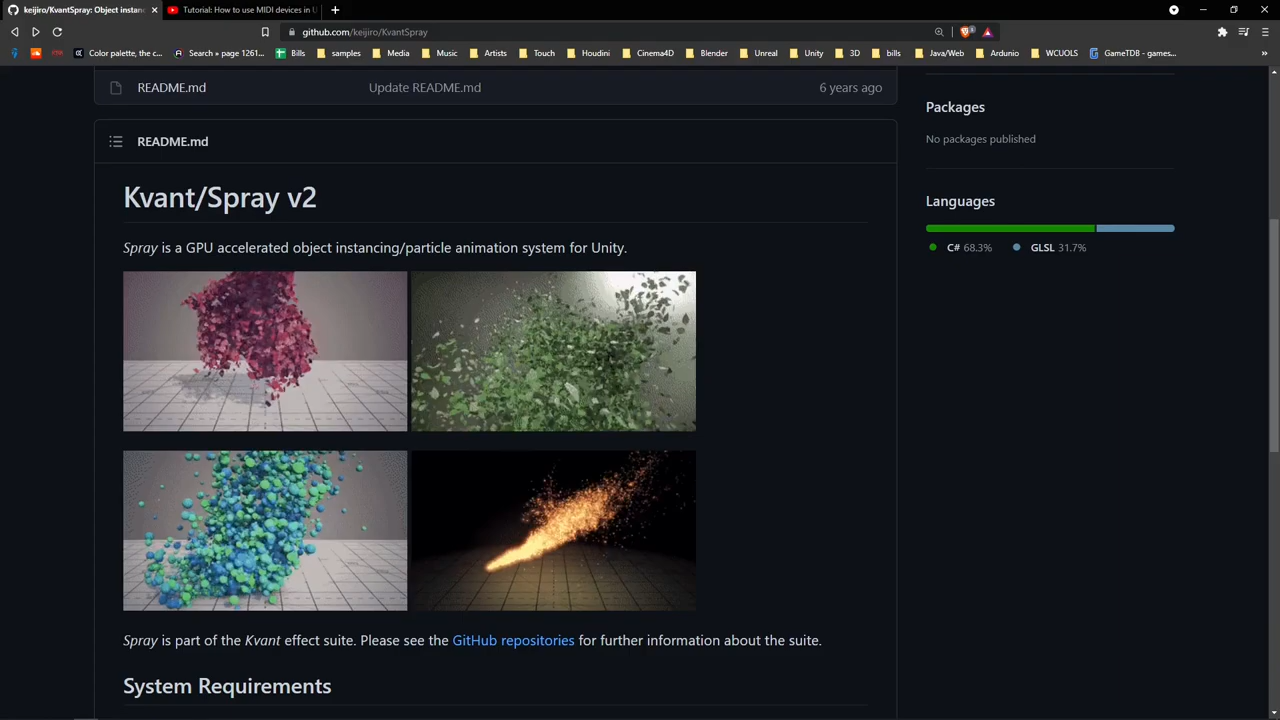 keijiro/KvantSpray: Object instanc
Tutorial: How to use MIDI devices in U
github.com/keijiro/KvantSpray
Color palette, the c...
Search » page 1261...
Bills
samples
Media
Music
Artists
Touch
Houdini
Cinema4D
Blender
Unreal
Unity
3D
bills
Java/Web
Ardunio
WCUOLS
GameTDB - games...
README.md
Update README.md
6 years ago
Packages
No packages published
README.md
Languages
C# 68.3%
GLSL 31.7%
Kvant/Spray v2
Spray is a GPU accelerated object instancing/particle animation system for Unity.
Spray is part of the Kvant effect suite. Please see the GitHub repositories for further information about the suite.
System Requirements